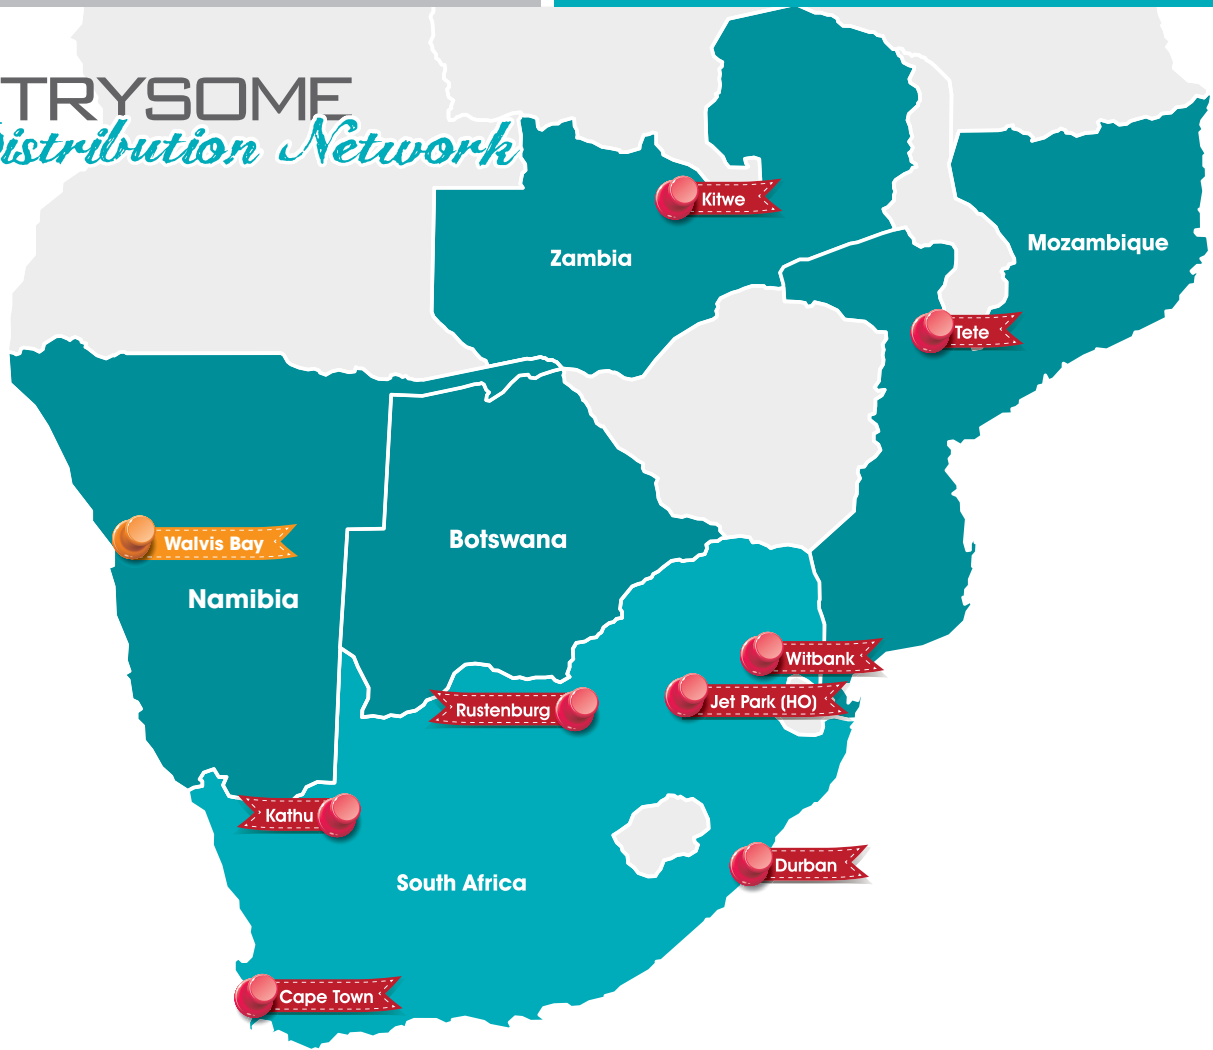 TRYSOME
Distribution Network
Kitwe
Zambia
Mozambique
Tete
Walvis Bay
Botswana
Namibia
Witbank
Jet Park (HO)
Rustenburg
Kathu
Durban
South Africa
Cape Town